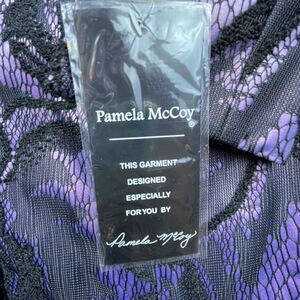 Pamela McCoy
THIS GARMENT
DESIGNED
ESPECIALLY
FOR YOU BY
Pamela McCoy